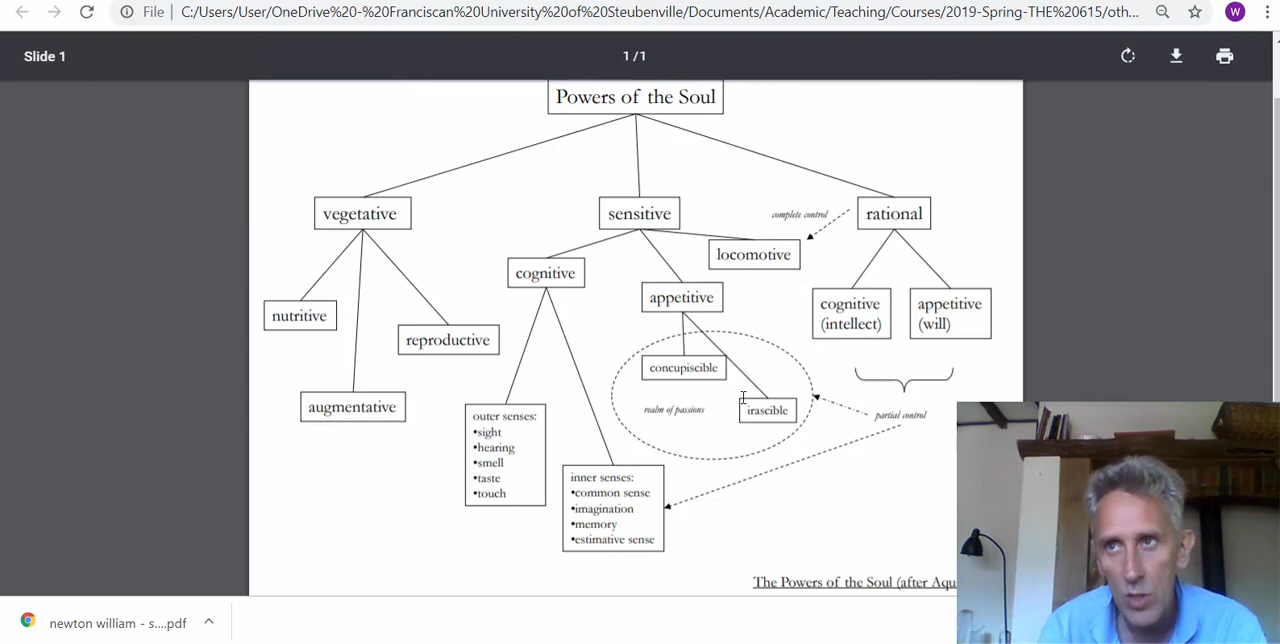 File
C:/Users/User/OneDrive%20-%20Franciscan%20University%20of%20Steubenville/Documents/Academic/Teaching/Courses/2019-Spring-THE%20615/oth...
W
Slide 1
1 / 1
Powers of the Soul
vegetative
sensitive
rational
complete control
locomotive
cognitive
appetitive
nutritive
reproductive
augmentative
cognitive
(intellect)
appetitive
(will)
concupiscible
realm of passions
irascible
partial control
outer senses:
•sight
•hearing
•smell
•taste
•touch
inner senses:
•common sense
•imagination
•memory
•estimative sense
The Powers of the Soul (after Aqu
newton william - s....pdf